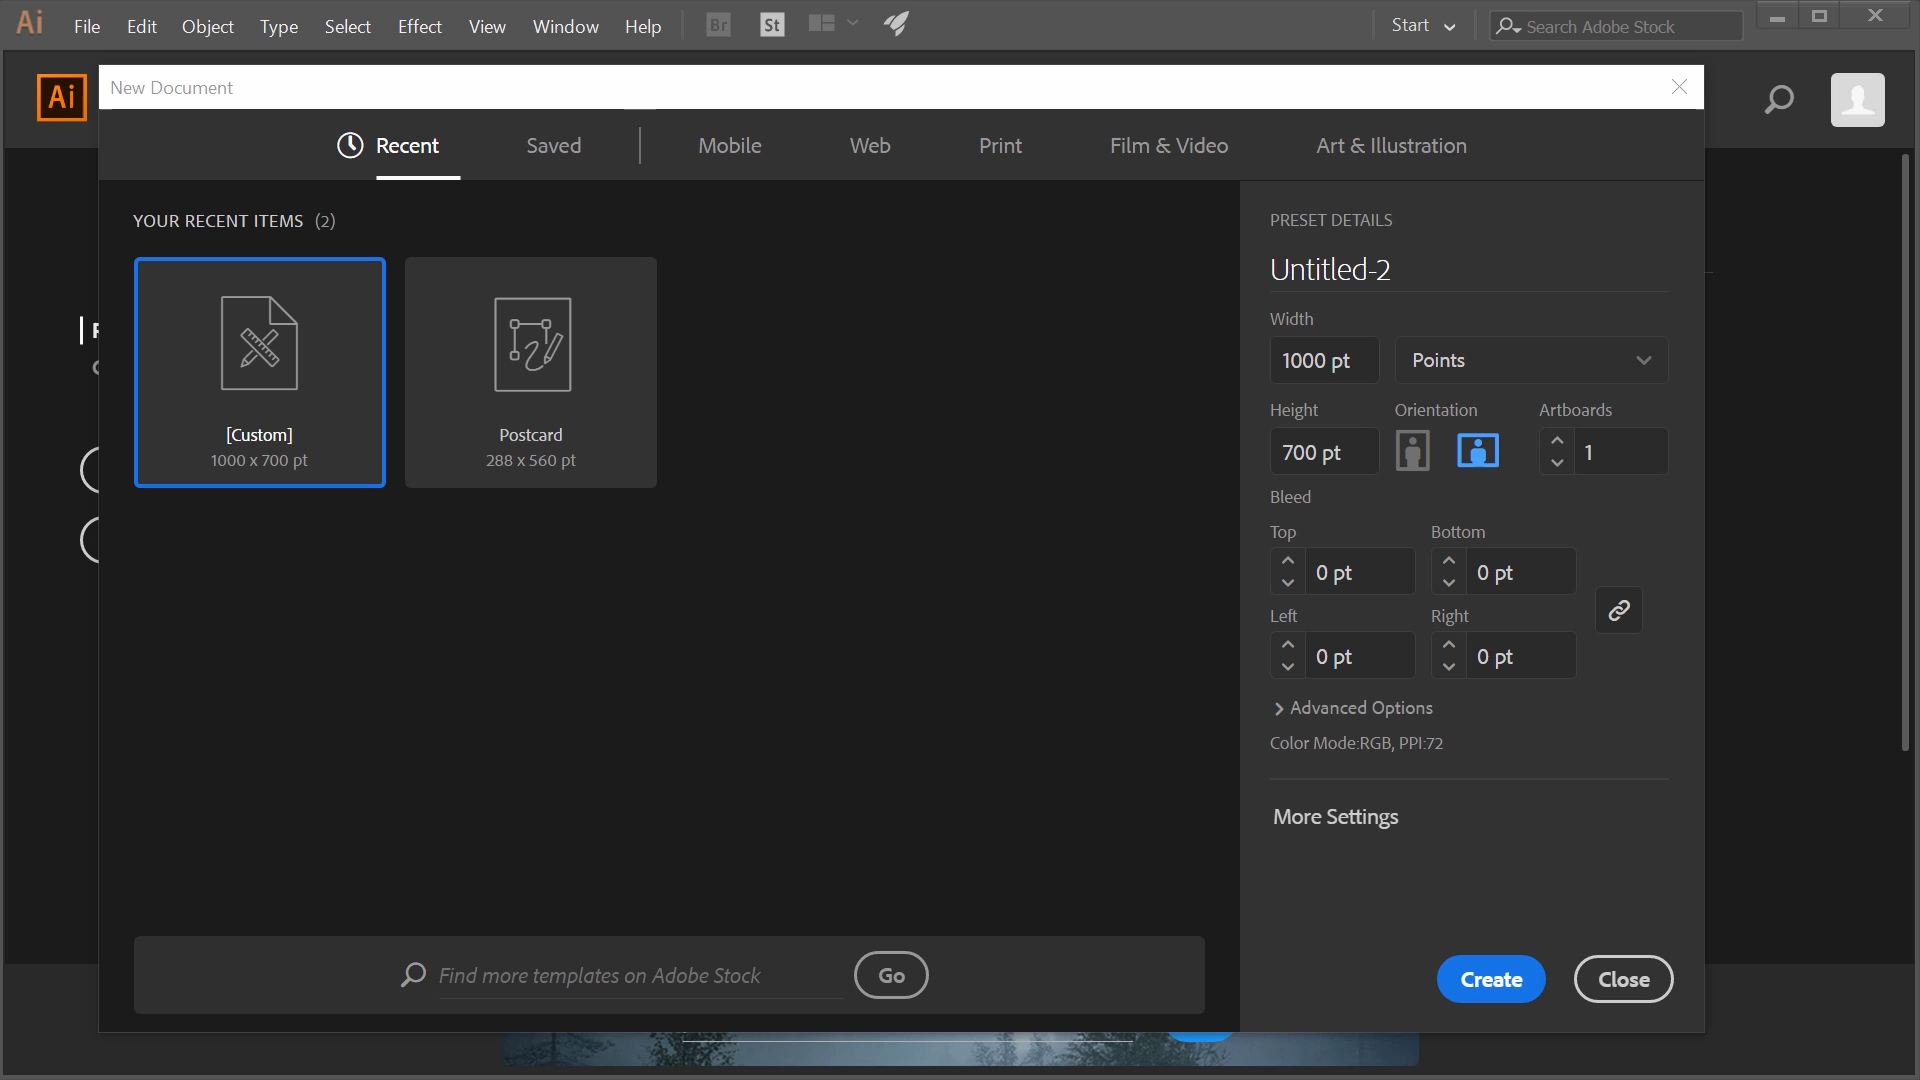 Ai File Edit Object Type Select Effect View Window Help Br St Start Search Adobe Stock
Ai
New Document
Recent Saved Mobile Web Print Film & Video Art & Illustration
YOUR RECENT ITEMS (2)
[Custom]
1000 x 700 pt
Postcard
288 x 560 pt
PRESET DETAILS
Untitled-2
Width
1000 pt Points
Height Orientation Artboards
700 pt 1
Bleed
Top Bottom
0 pt 0 pt
Left Right
0 pt 0 pt
Advanced Options
Color Mode:RGB, PPI:72
More Settings
Find more templates on Adobe Stock Go
Create Close